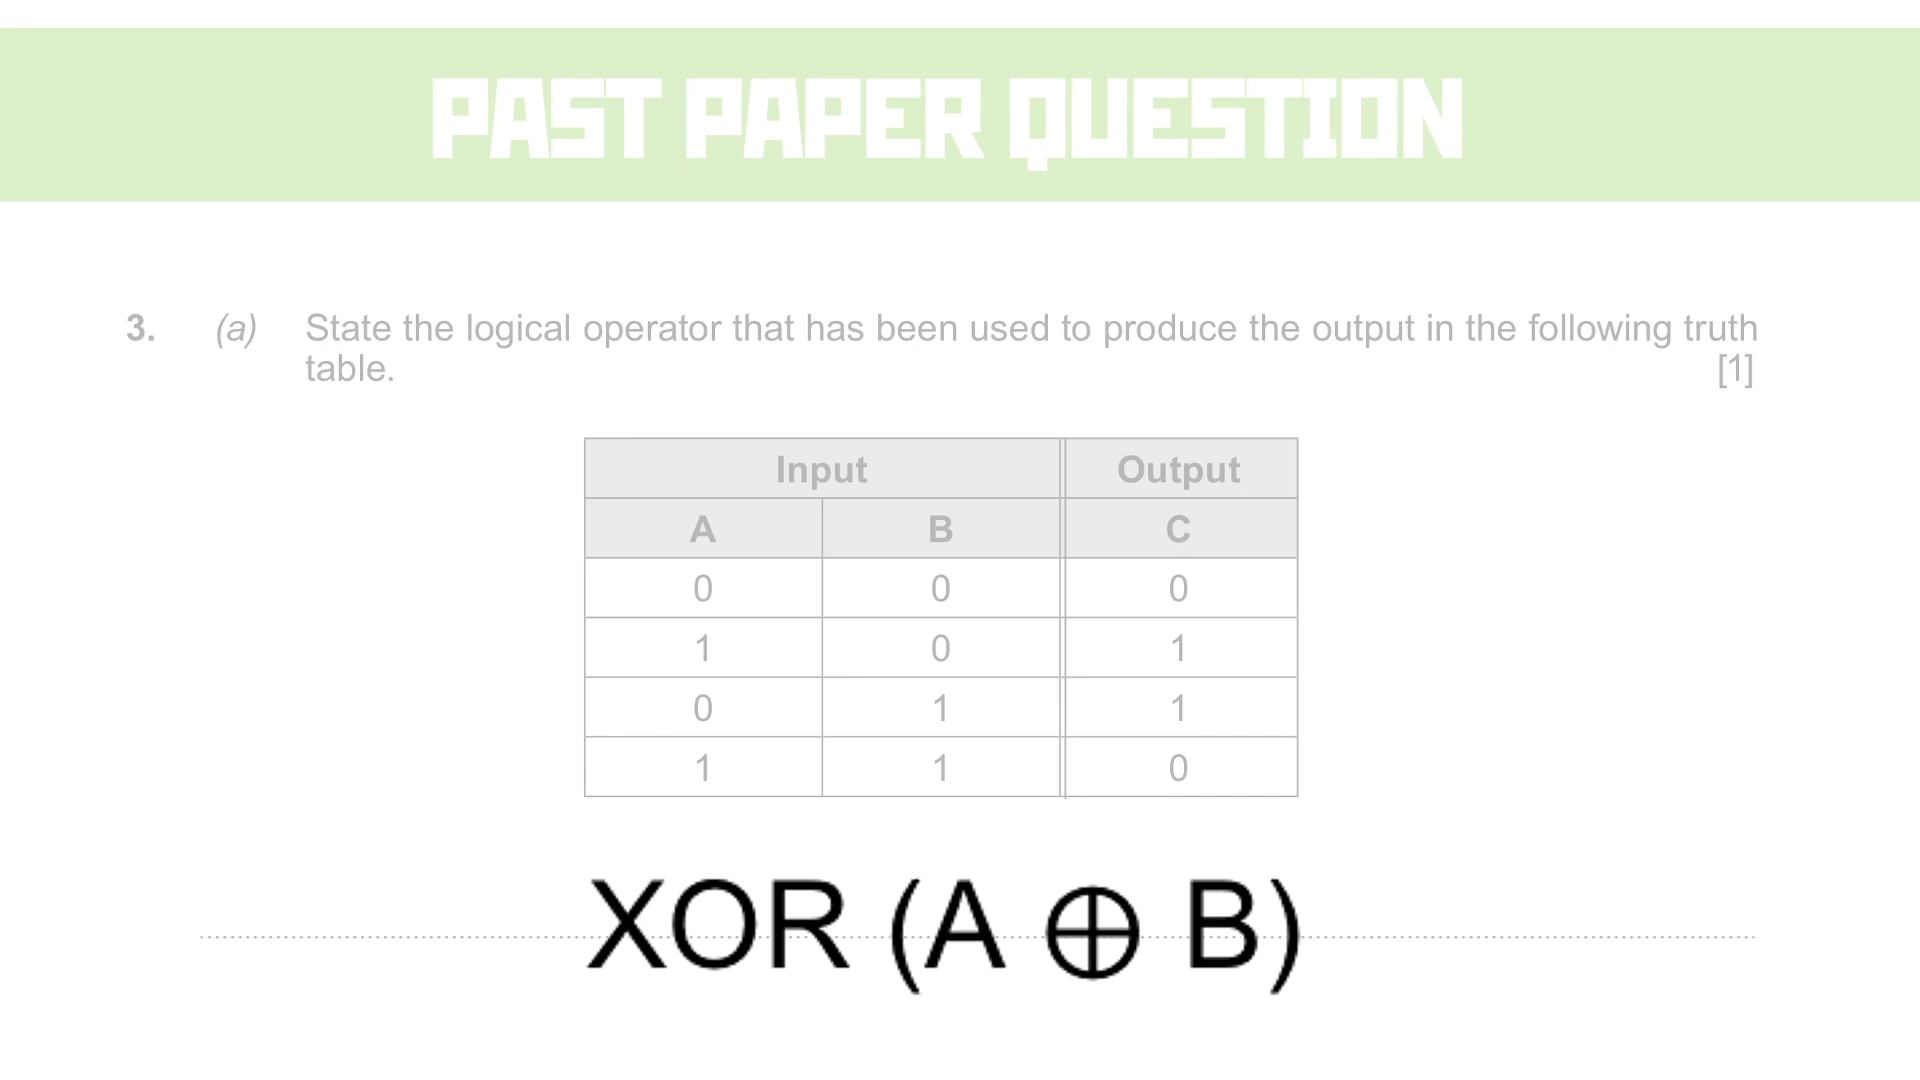 PAST PAPER QUESTION
3. (a) State the logical operator that has been used to produce the output in the following truth
table. [1]
Input Output
A B C
0 0 0
1 0 1
0 1 1
1 1 0
XOR (A ⊕ B)